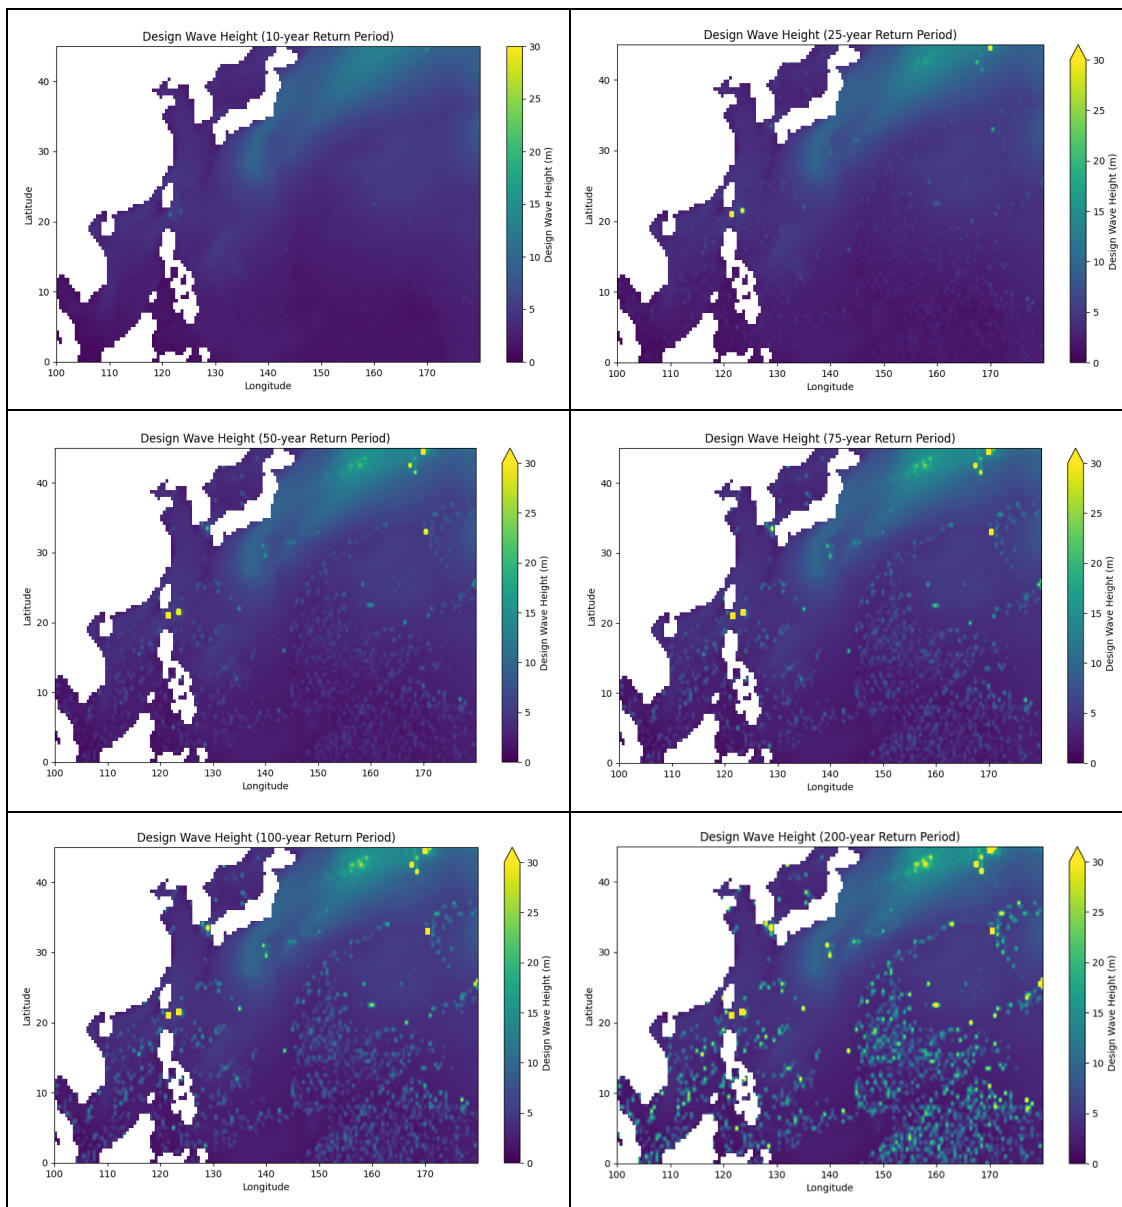 Design Wave Height (10-year Return Period)
Latitude
40
30
20
10
0
100 110 120 130 140 150 160 170
Longitude
30
25
20
15
10
5
0
Design Wave Height (m)
Design Wave Height (25-year Return Period)
Latitude
40
30
20
10
0
100 110 120 130 140 150 160 170
Longitude
30
25
20
15
10
5
0
Design Wave Height (m)
Design Wave Height (50-year Return Period)
Latitude
40
30
20
10
0
100 110 120 130 140 150 160 170
Longitude
30
25
20
15
10
5
0
Design Wave Height (m)
Design Wave Height (75-year Return Period)
Latitude
40
30
20
10
0
100 110 120 130 140 150 160 170
Longitude
30
25
20
15
10
5
0
Design Wave Height (m)
Design Wave Height (100-year Return Period)
Latitude
40
30
20
10
0
100 110 120 130 140 150 160 170
Longitude
30
25
20
15
10
5
0
Design Wave Height (m)
Design Wave Height (200-year Return Period)
Latitude
40
30
20
10
0
100 110 120 130 140 150 160 170
Longitude
30
25
20
15
10
5
0
Design Wave Height (m)